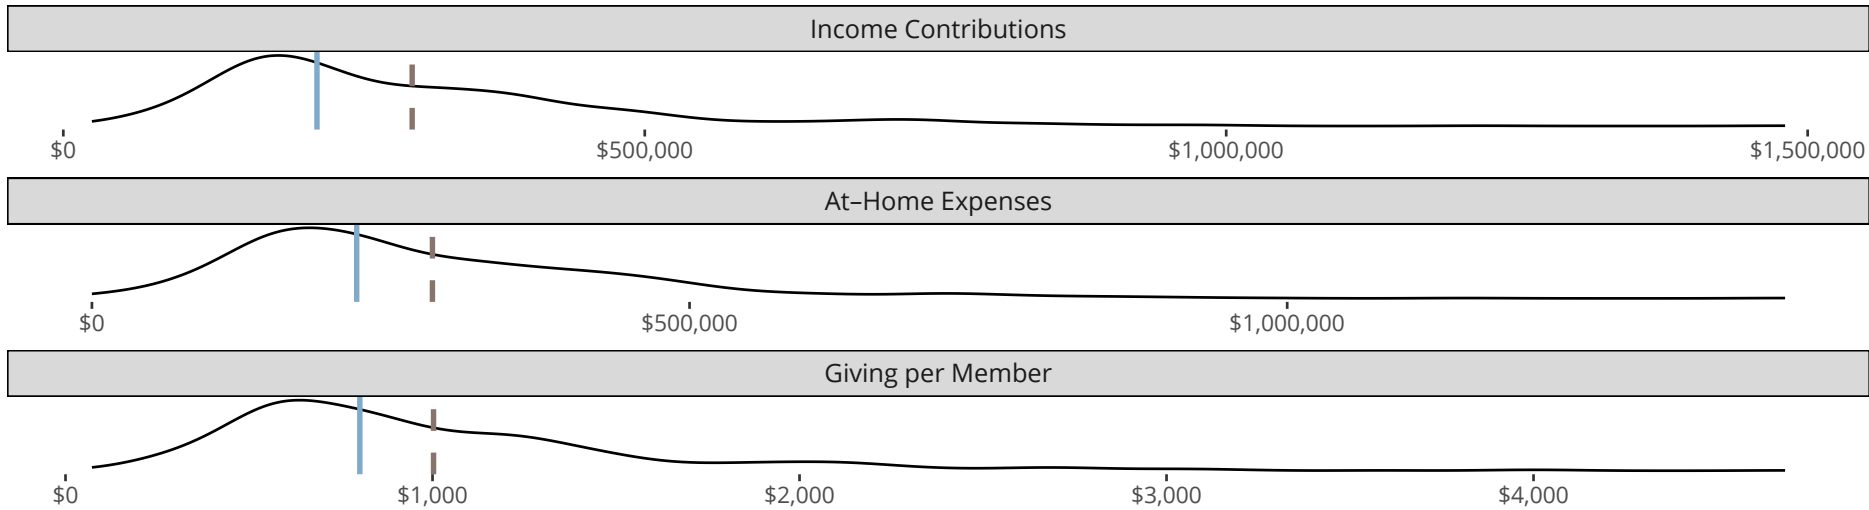 Income Contributions
$0 $500,000 $1,000,000 $1,500,000
At–Home Expenses
$0 $500,000 $1,000,000
Giving per Member
$0 $1,000 $2,000 $3,000 $4,000